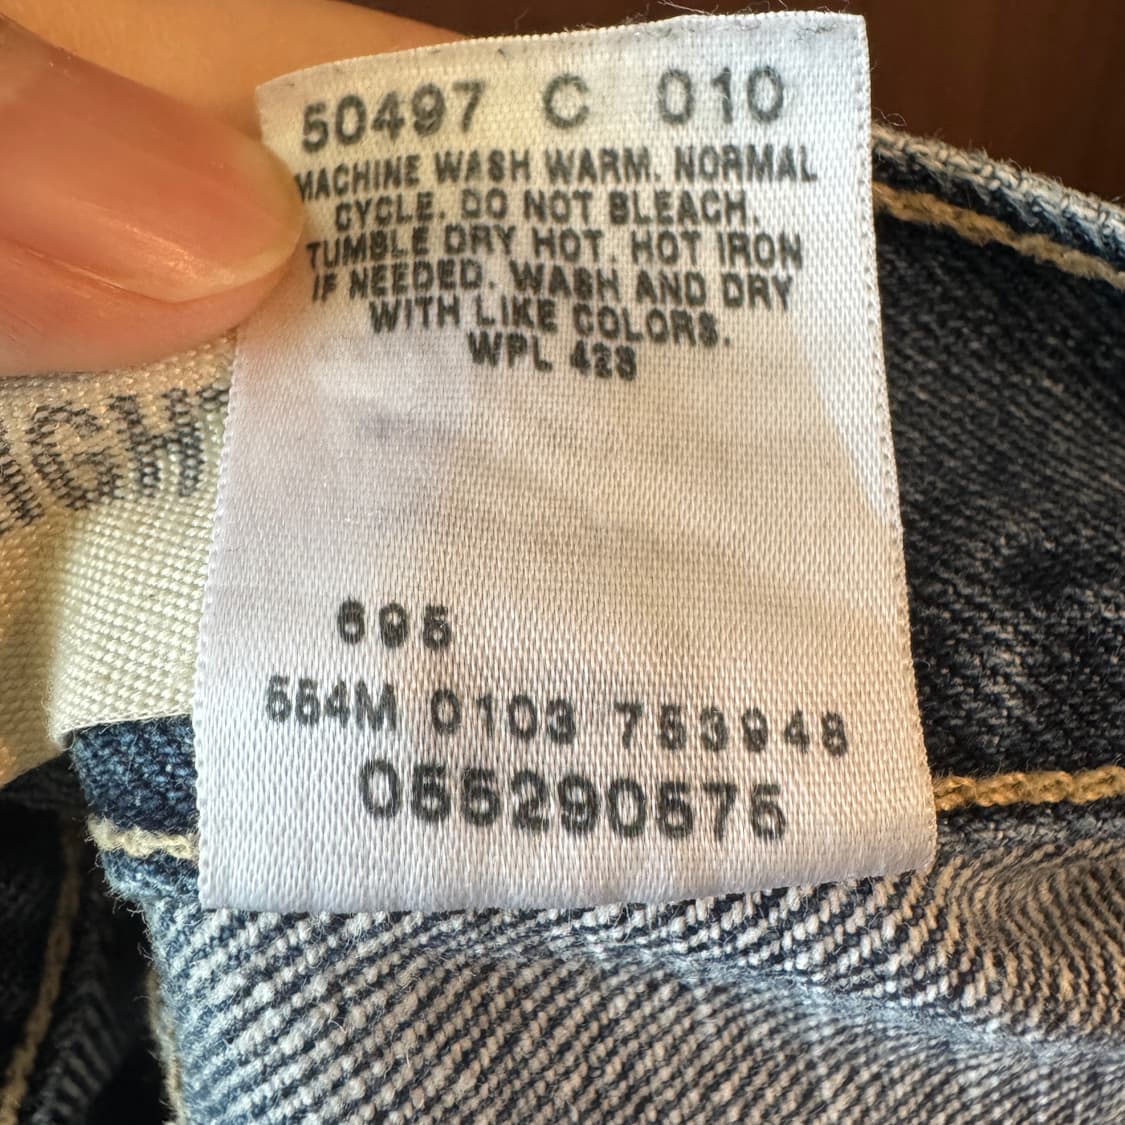 50497 C 010
MACHINE WASH WARM. NORMAL
CYCLE. DO NOT BLEACH.
TUMBLE DRY HOT. HOT IRON
IF NEEDED. WASH AND DRY
WITH LIKE COLORS.
WPL 423
695
554M 0103 753948
055290575